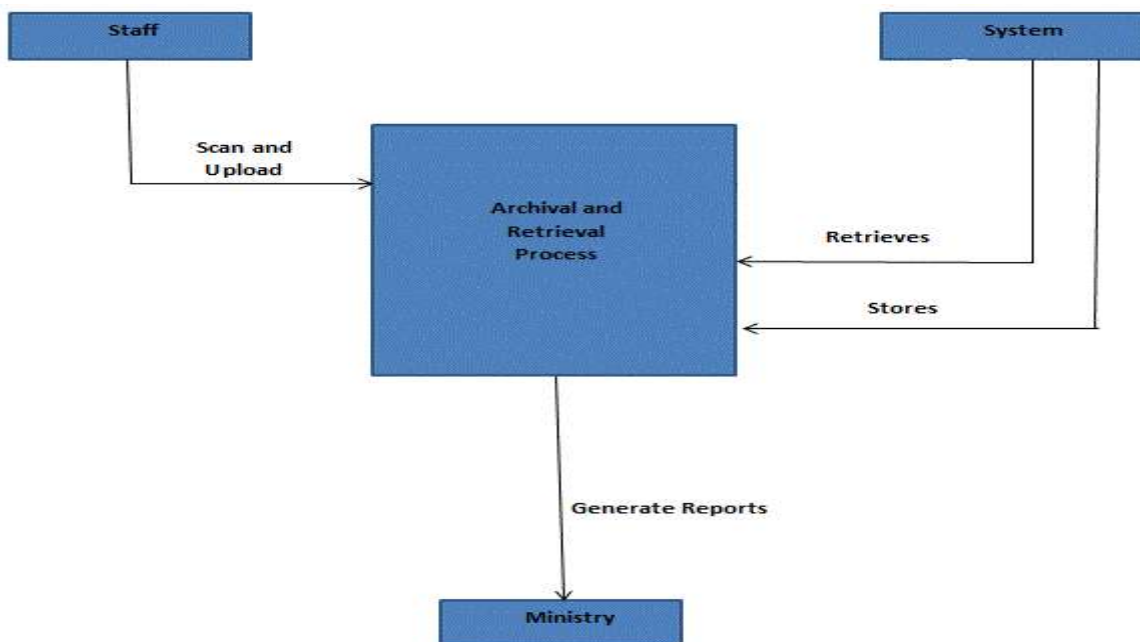 Staff
System
Scan and
Upload
Archival and
Retrieval
Process
Retrieves
Stores
Generate Reports
Ministry